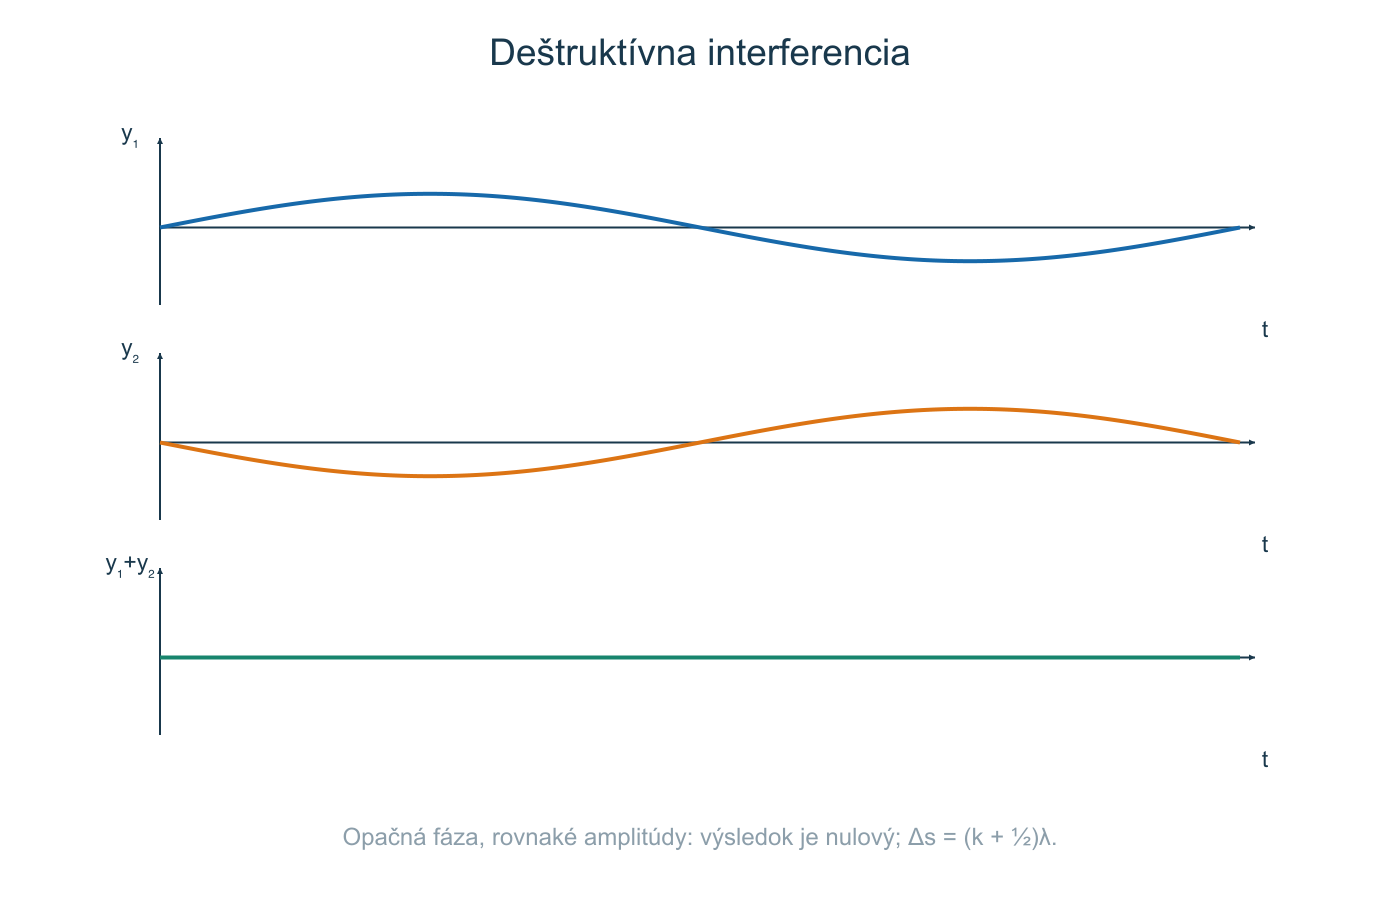 Deštruktívna interferencia
y₁
t
y₂
t
y₁+y₂
t
Opačná fáza, rovnaké amplitúdy: výsledok je nulový; Δs = (k + ½)λ.